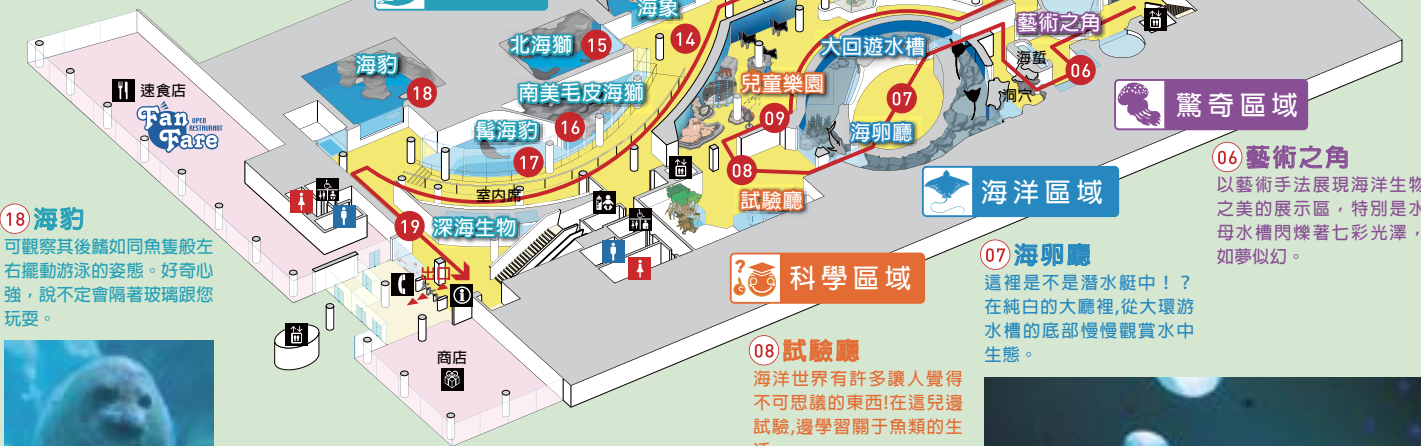 海象
藝術之角
北海獅 15
14
大回遊水槽
海豹
18
海蜇
06
速食店
Fan Fare
OPEN RESTAURANT
南美毛皮海獅
兒童樂園
07
洞穴
驚奇區域
髯海豹 16
09
海卵廳
17
08
06 藝術之角
以藝術手法展現海洋生物
之美的展示區，特別是水
母水槽閃爍著七彩光澤，
如夢似幻。
室内席
試驗廳
海洋區域
18 海豹
可觀察其後鰭如同魚隻般左
右擺動游泳的姿態。好奇心
強，說不定會隔著玻璃跟您
玩耍。
19 深海生物
出口
科學區域
07 海卵廳
這裡是不是潛水艇中！？
在純白的大廳裡,從大環游
水槽的底部慢慢觀賞水中
生態。
商店
08 試驗廳
海洋世界有許多讓人覺得
不可思議的東西!在這兒邊
試驗,邊學習關于魚類的生